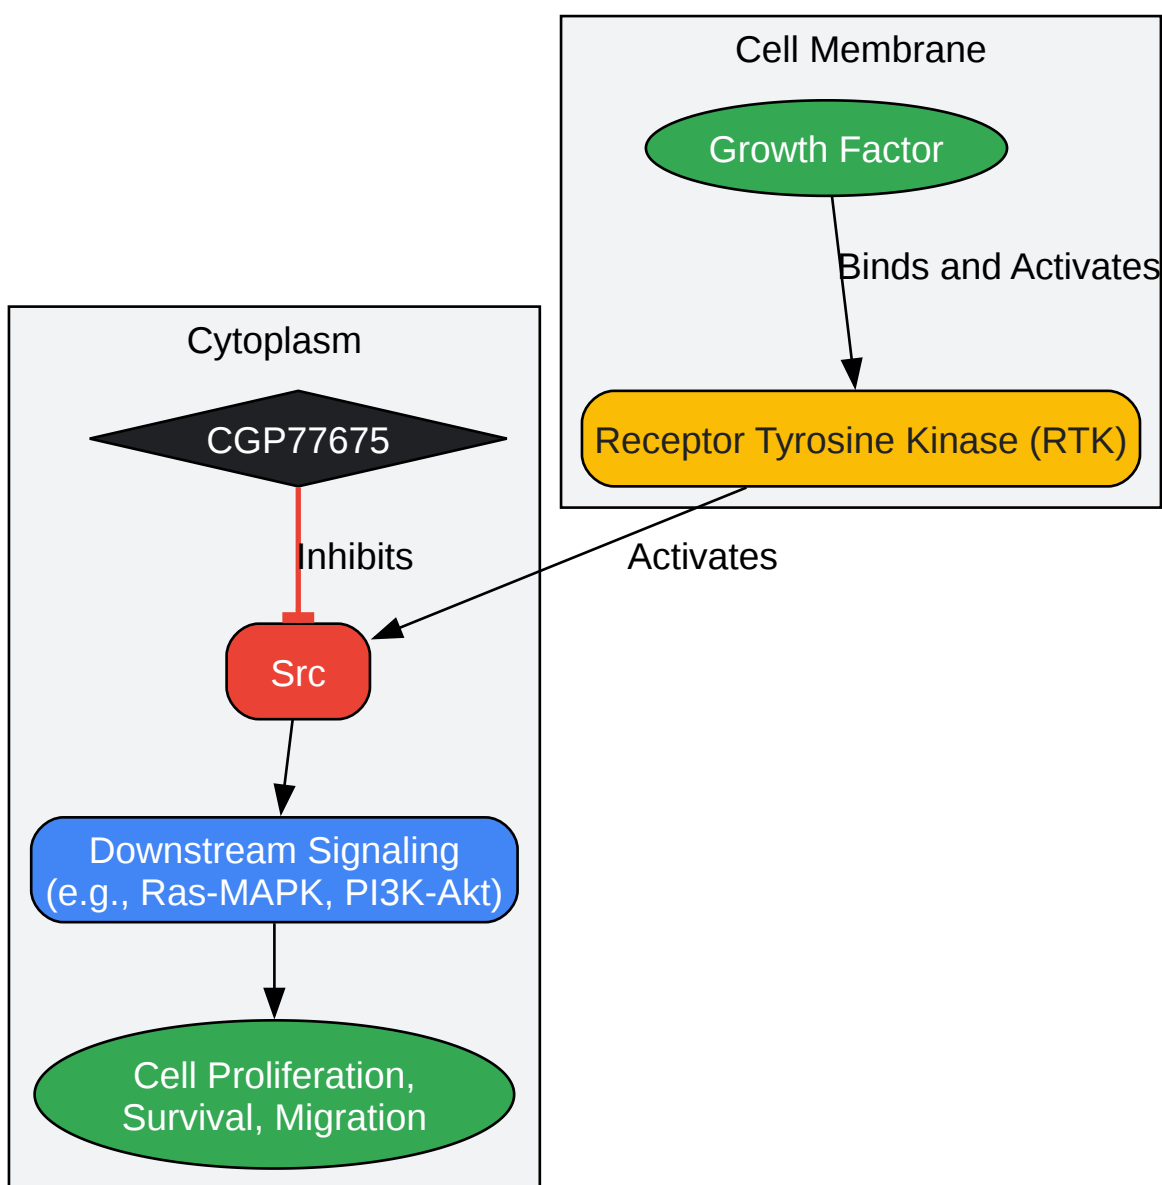 Cell Membrane
Growth Factor
Binds and Activates
Cytoplasm
CGP77675
Receptor Tyrosine Kinase (RTK)
Inhibits
Activates
Src
Downstream Signaling
(e.g., Ras-MAPK, PI3K-Akt)
Cell Proliferation,
Survival, Migration